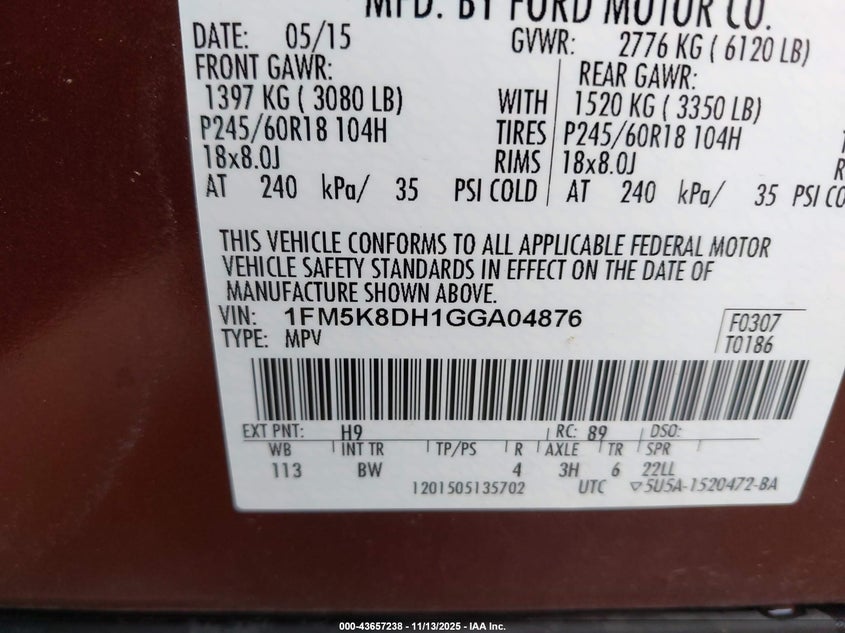 MFD. BY FORD MOTOR CO.
DATE: 05/15 GVWR: 2776 KG ( 6120 LB)
FRONT GAWR: REAR GAWR:
1397 KG ( 3080 LB) WITH 1520 KG ( 3350 LB)
P245/60R18 104H TIRES P245/60R18 104H
18x8.0J RIMS 18x8.0J
AT 240 kPa/ 35 PSI COLD AT 240 kPa/ 35 PSI CO
THIS VEHICLE CONFORMS TO ALL APPLICABLE FEDERAL MOTOR
VEHICLE SAFETY STANDARDS IN EFFECT ON THE DATE OF
MANUFACTURE SHOWN ABOVE.
VIN: 1FM5K8DH1GGA04876 F0307
TYPE: MPV T0186
EXT PNT: H9 RC: 89 DSO:
WB INT TR TP/PS R AXLE TR SPR
113 BW 4 3H 6 22LL
1201505135702 UTC ▽5U5A-1520472-BA
000-43657238 - 11/13/2025 - IAA Inc.